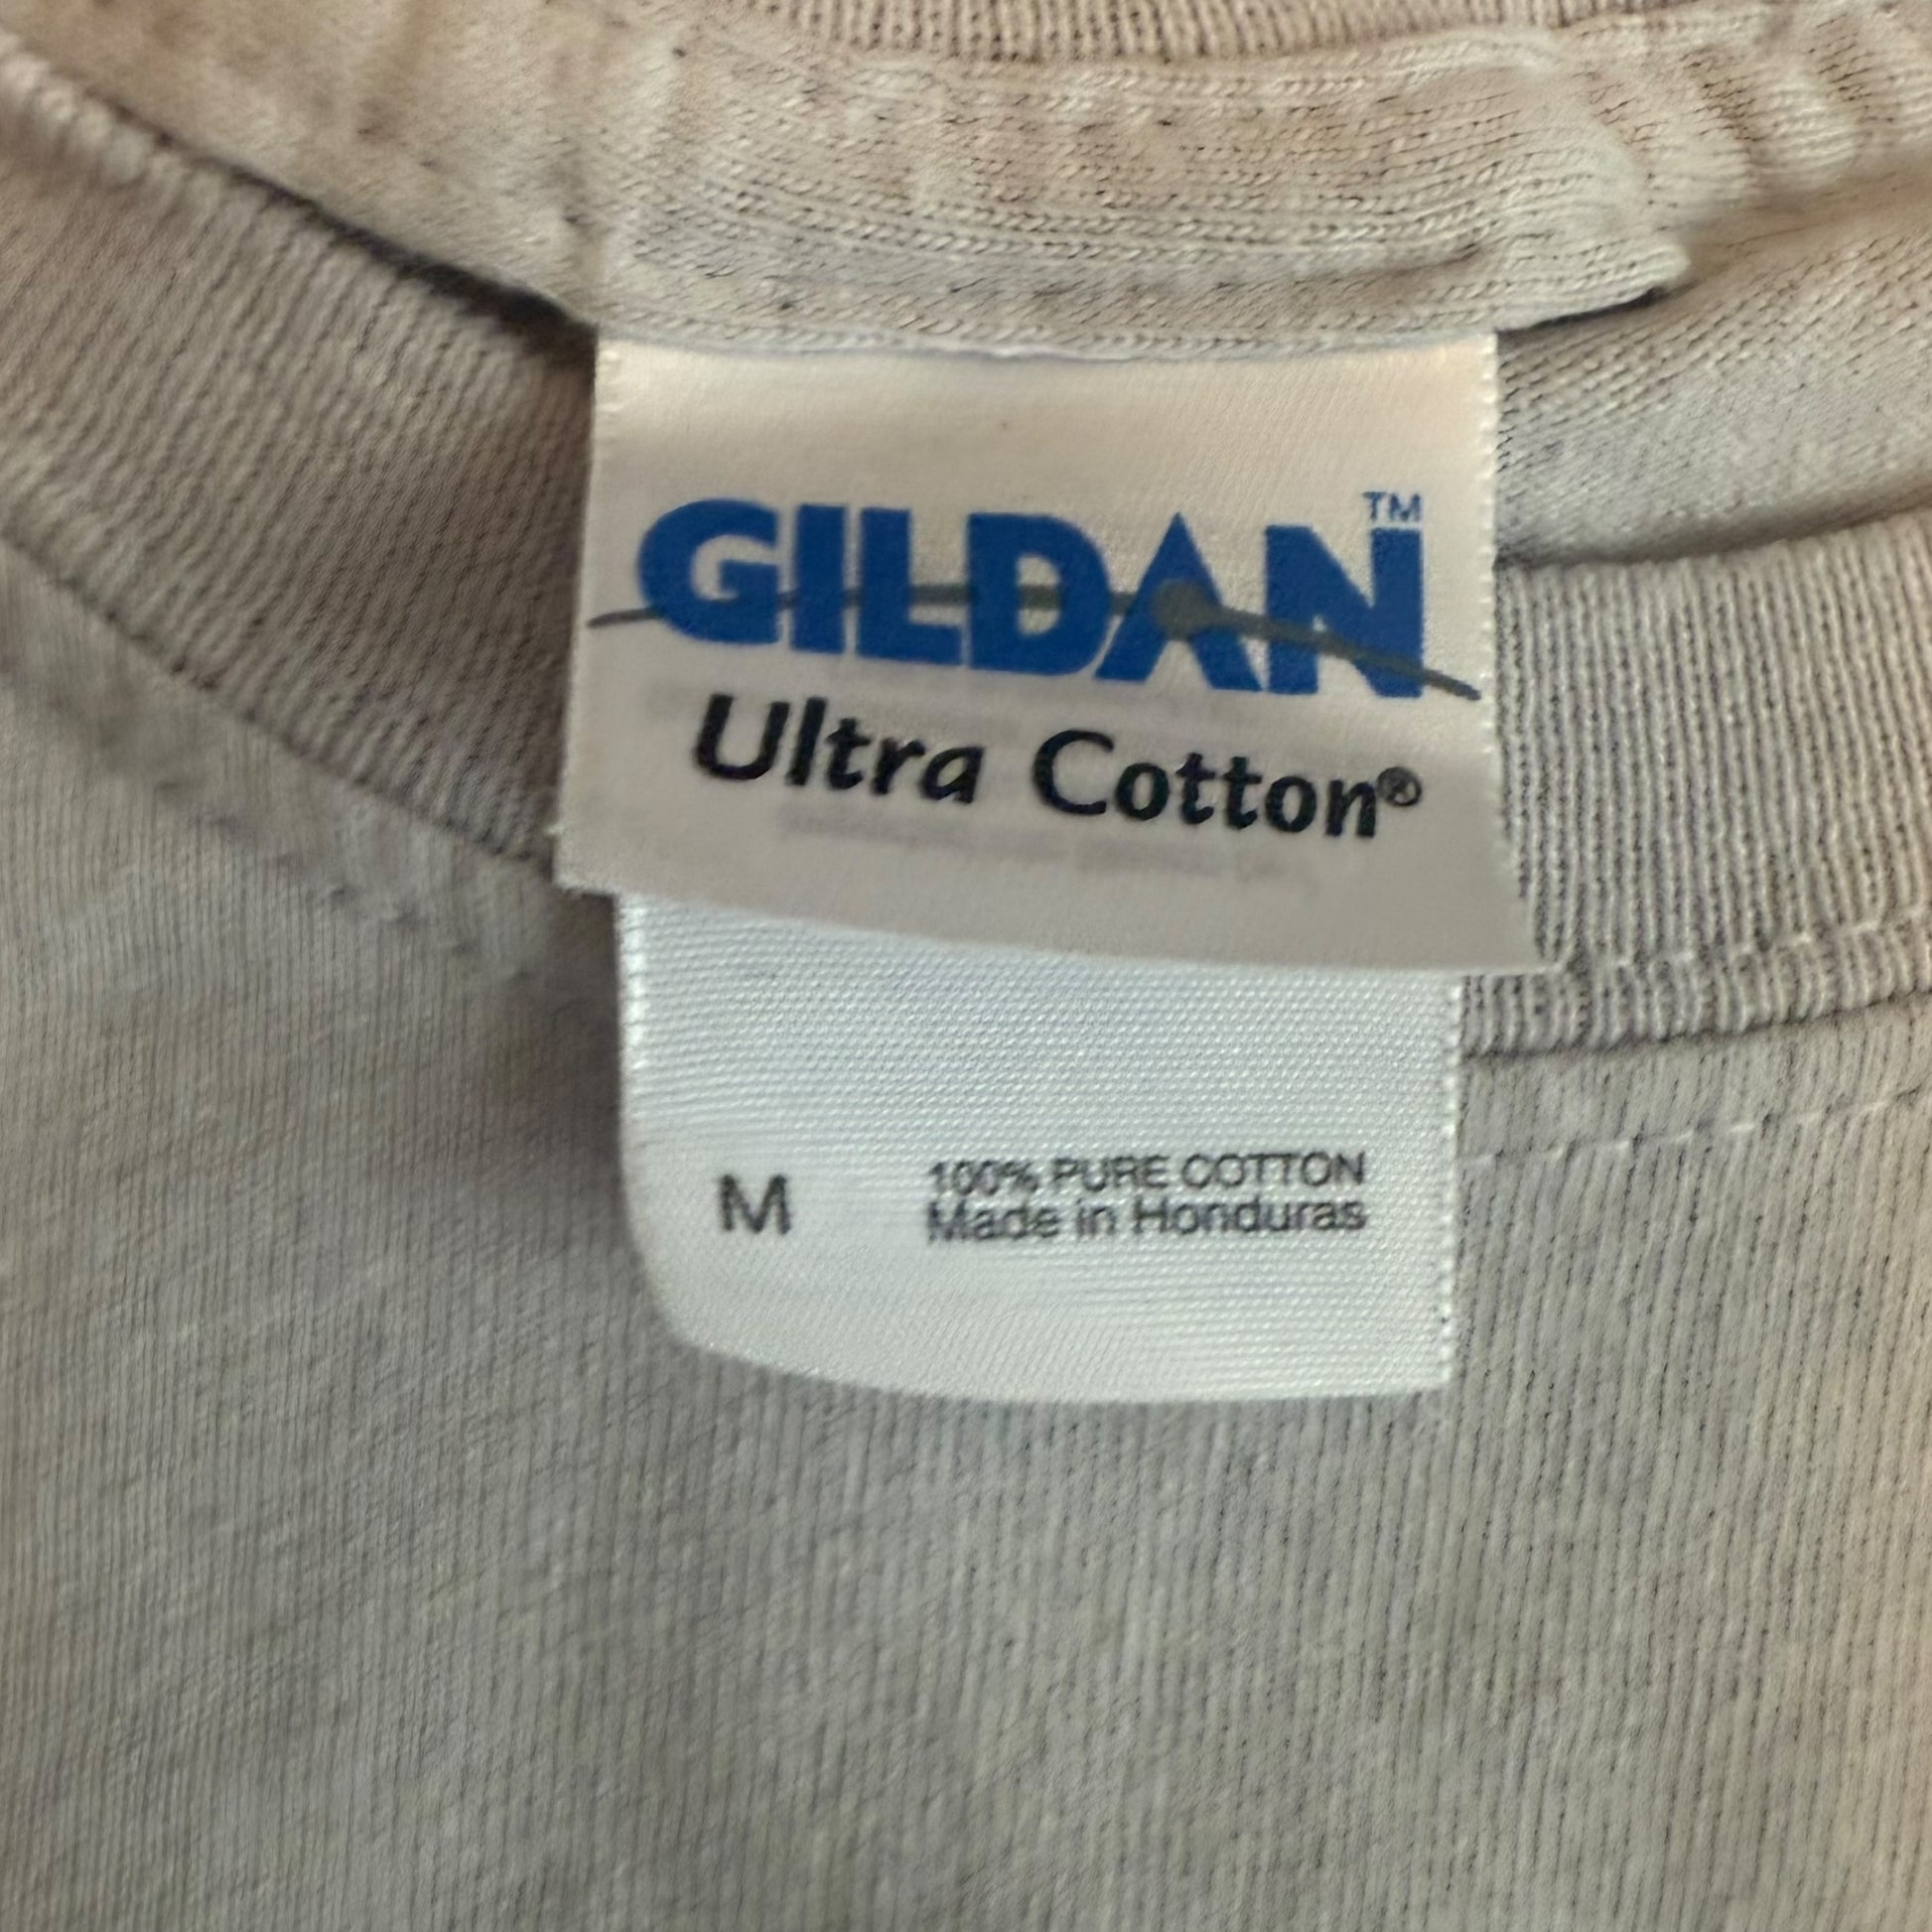 GILDAN™
Ultra Cotton®
M
100% PURE COTTON
Made in Honduras